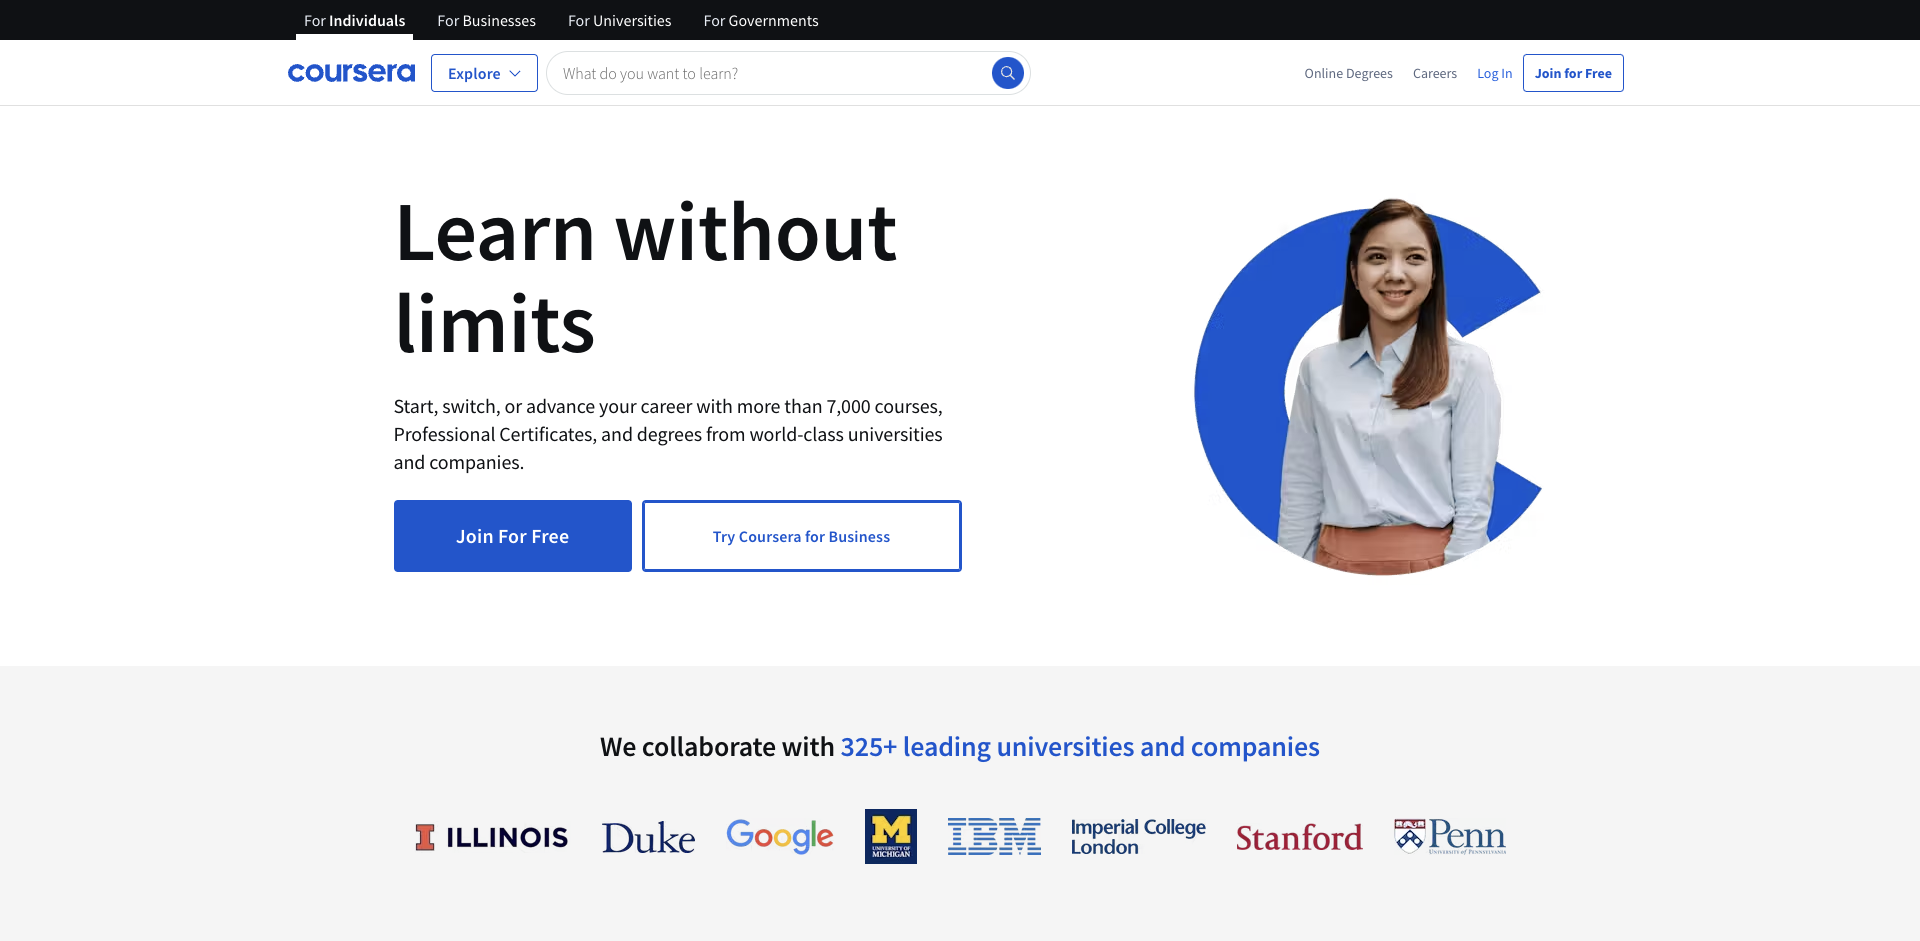 For Individuals
For Businesses
For Universities
For Governments
coursera
Explore
What do you want to learn?
Online Degrees
Careers
Log In
Join for Free
Learn without
limits
Start, switch, or advance your career with more than 7,000 courses,
Professional Certificates, and degrees from world-class universities
and companies.
Join For Free
Try Coursera for Business
We collaborate with 325+ leading universities and companies
I ILLINOIS
Duke
Google
M
UNIVERSITY OF
MICHIGAN
IBM
Imperial College
London
Stanford
Penn
UNIVERSITY of PENNSYLVANIA